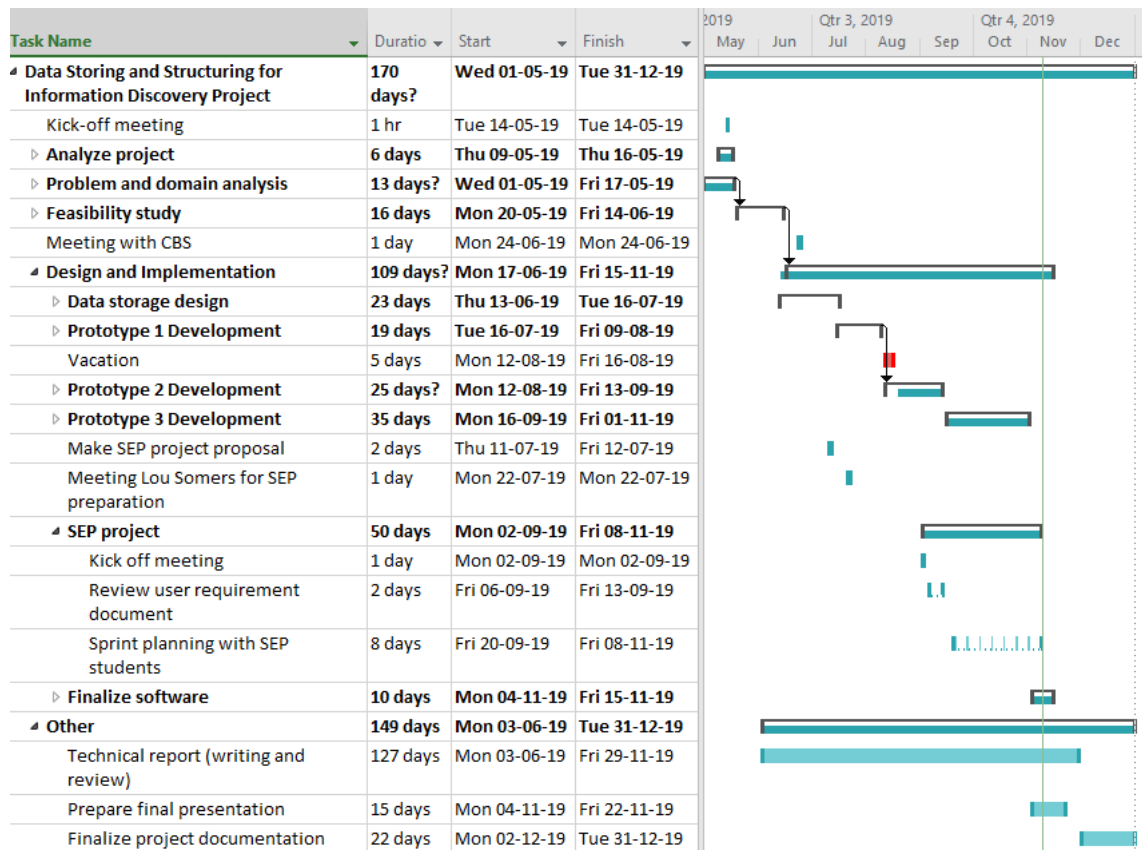 2019 Qtr 3, 2019 Qtr 4, 2019
Task Name Duratio Start Finish May Jun Jul Aug Sep Oct Nov Dec
Data Storing and Structuring for 170 Wed 01-05-19 Tue 31-12-19
Information Discovery Project days?
Kick-off meeting 1 hr Tue 14-05-19 Tue 14-05-19
Analyze project 6 days Thu 09-05-19 Thu 16-05-19
Problem and domain analysis 13 days? Wed 01-05-19 Fri 17-05-19
Feasibility study 16 days Mon 20-05-19 Fri 14-06-19
Meeting with CBS 1 day Mon 24-06-19 Mon 24-06-19
Design and Implementation 109 days? Mon 17-06-19 Fri 15-11-19
Data storage design 23 days Thu 13-06-19 Tue 16-07-19
Prototype 1 Development 19 days Tue 16-07-19 Fri 09-08-19
Vacation 5 days Mon 12-08-19 Fri 16-08-19
Prototype 2 Development 25 days? Mon 12-08-19 Fri 13-09-19
Prototype 3 Development 35 days Mon 16-09-19 Fri 01-11-19
Make SEP project proposal 2 days Thu 11-07-19 Fri 12-07-19
Meeting Lou Somers for SEP 1 day Mon 22-07-19 Mon 22-07-19
preparation
SEP project 50 days Mon 02-09-19 Fri 08-11-19
Kick off meeting 1 day Mon 02-09-19 Mon 02-09-19
Review user requirement 2 days Fri 06-09-19 Fri 13-09-19
document
Sprint planning with SEP 8 days Fri 20-09-19 Fri 08-11-19
students
Finalize software 10 days Mon 04-11-19 Fri 15-11-19
Other 149 days Mon 03-06-19 Tue 31-12-19
Technical report (writing and 127 days Mon 03-06-19 Fri 29-11-19
review)
Prepare final presentation 15 days Mon 04-11-19 Fri 22-11-19
Finalize project documentation 22 days Mon 02-12-19 Tue 31-12-19